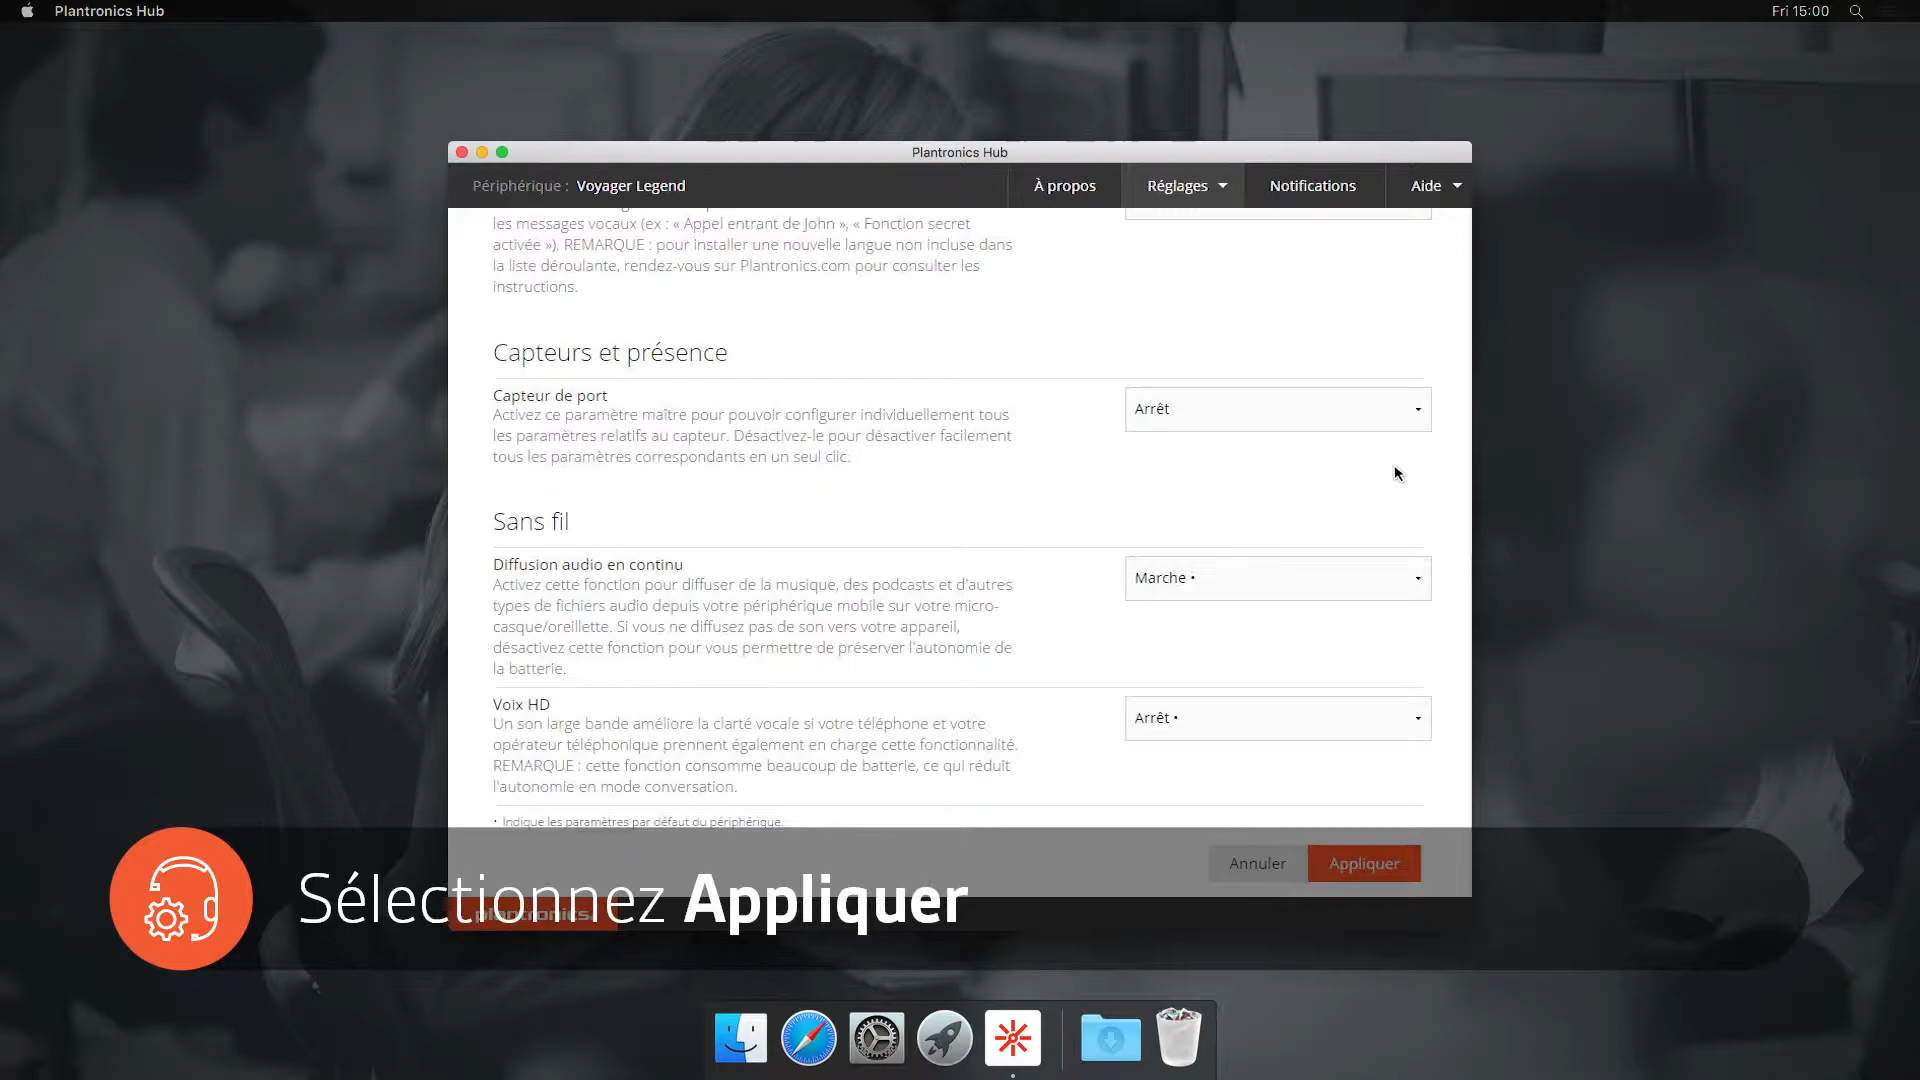 Plantronics Hub
Fri 15:00
Plantronics Hub
Périphérique : Voyager Legend
À propos
Réglages
Notifications
Aide
les messages vocaux (ex : « Appel entrant de John », « Fonction secret
activée »). REMARQUE : pour installer une nouvelle langue non incluse dans
la liste déroulante, rendez-vous sur Plantronics.com pour consulter les
instructions.
Capteurs et présence
Capteur de port
Activez ce paramètre maître pour pouvoir configurer individuellement tous
les paramètres relatifs au capteur. Désactivez-le pour désactiver facilement
tous les paramètres correspondants en un seul clic.
Arrêt
Sans fil
Diffusion audio en continu
Activez cette fonction pour diffuser de la musique, des podcasts et d'autres
types de fichiers audio depuis votre périphérique mobile sur votre micro-
casque/oreillette. Si vous ne diffusez pas de son vers votre appareil,
désactivez cette fonction pour vous permettre de préserver l'autonomie de
la batterie.
Marche •
Voix HD
Un son large bande améliore la clarté vocale si votre téléphone et votre
opérateur téléphonique prennent également en charge cette fonctionnalité.
REMARQUE : cette fonction consomme beaucoup de batterie, ce qui réduit
l'autonomie en mode conversation.
Arrêt •
• Indique les paramètres par défaut du périphérique.
Annuler
Appliquer
Sélectionnez Appliquer
plantronics.